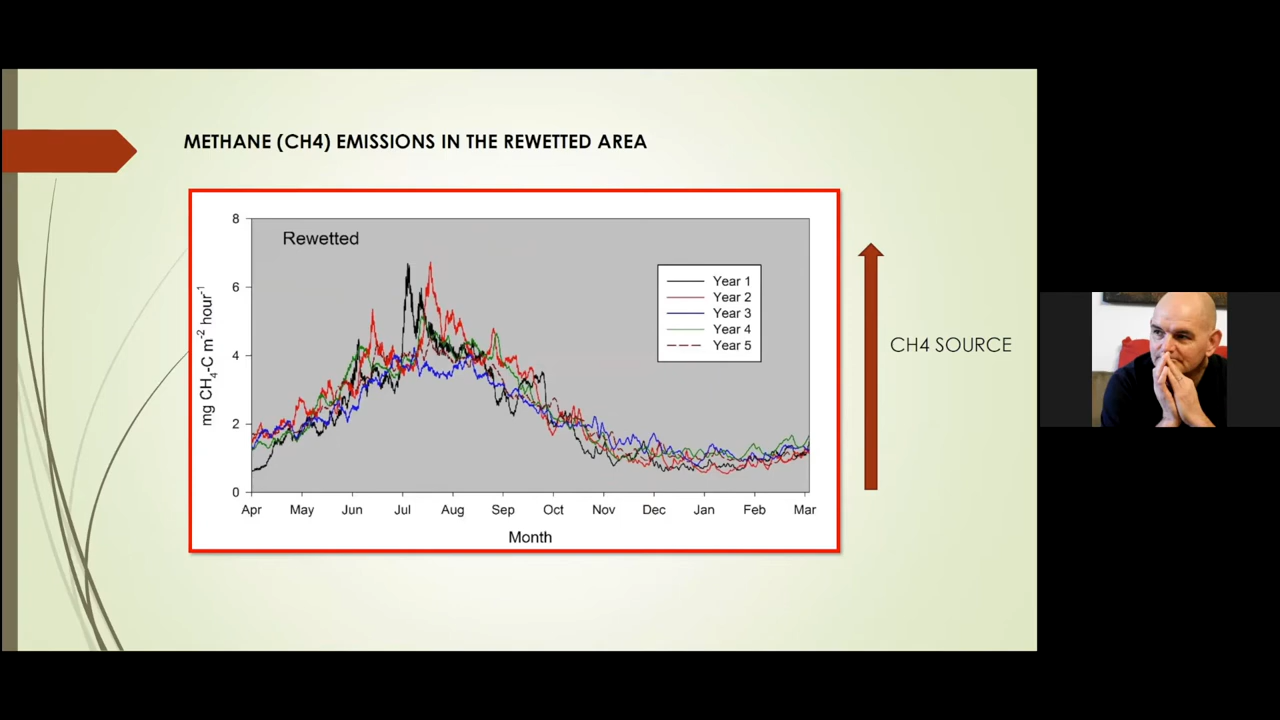 METHANE (CH4) EMISSIONS IN THE REWETTED AREA
Rewetted
8
6
4
2
0
mg CH₄-C m⁻² hour⁻¹
Year 1
Year 2
Year 3
Year 4
Year 5
Apr May Jun Jul Aug Sep Oct Nov Dec Jan Feb Mar
Month
CH4 SOURCE